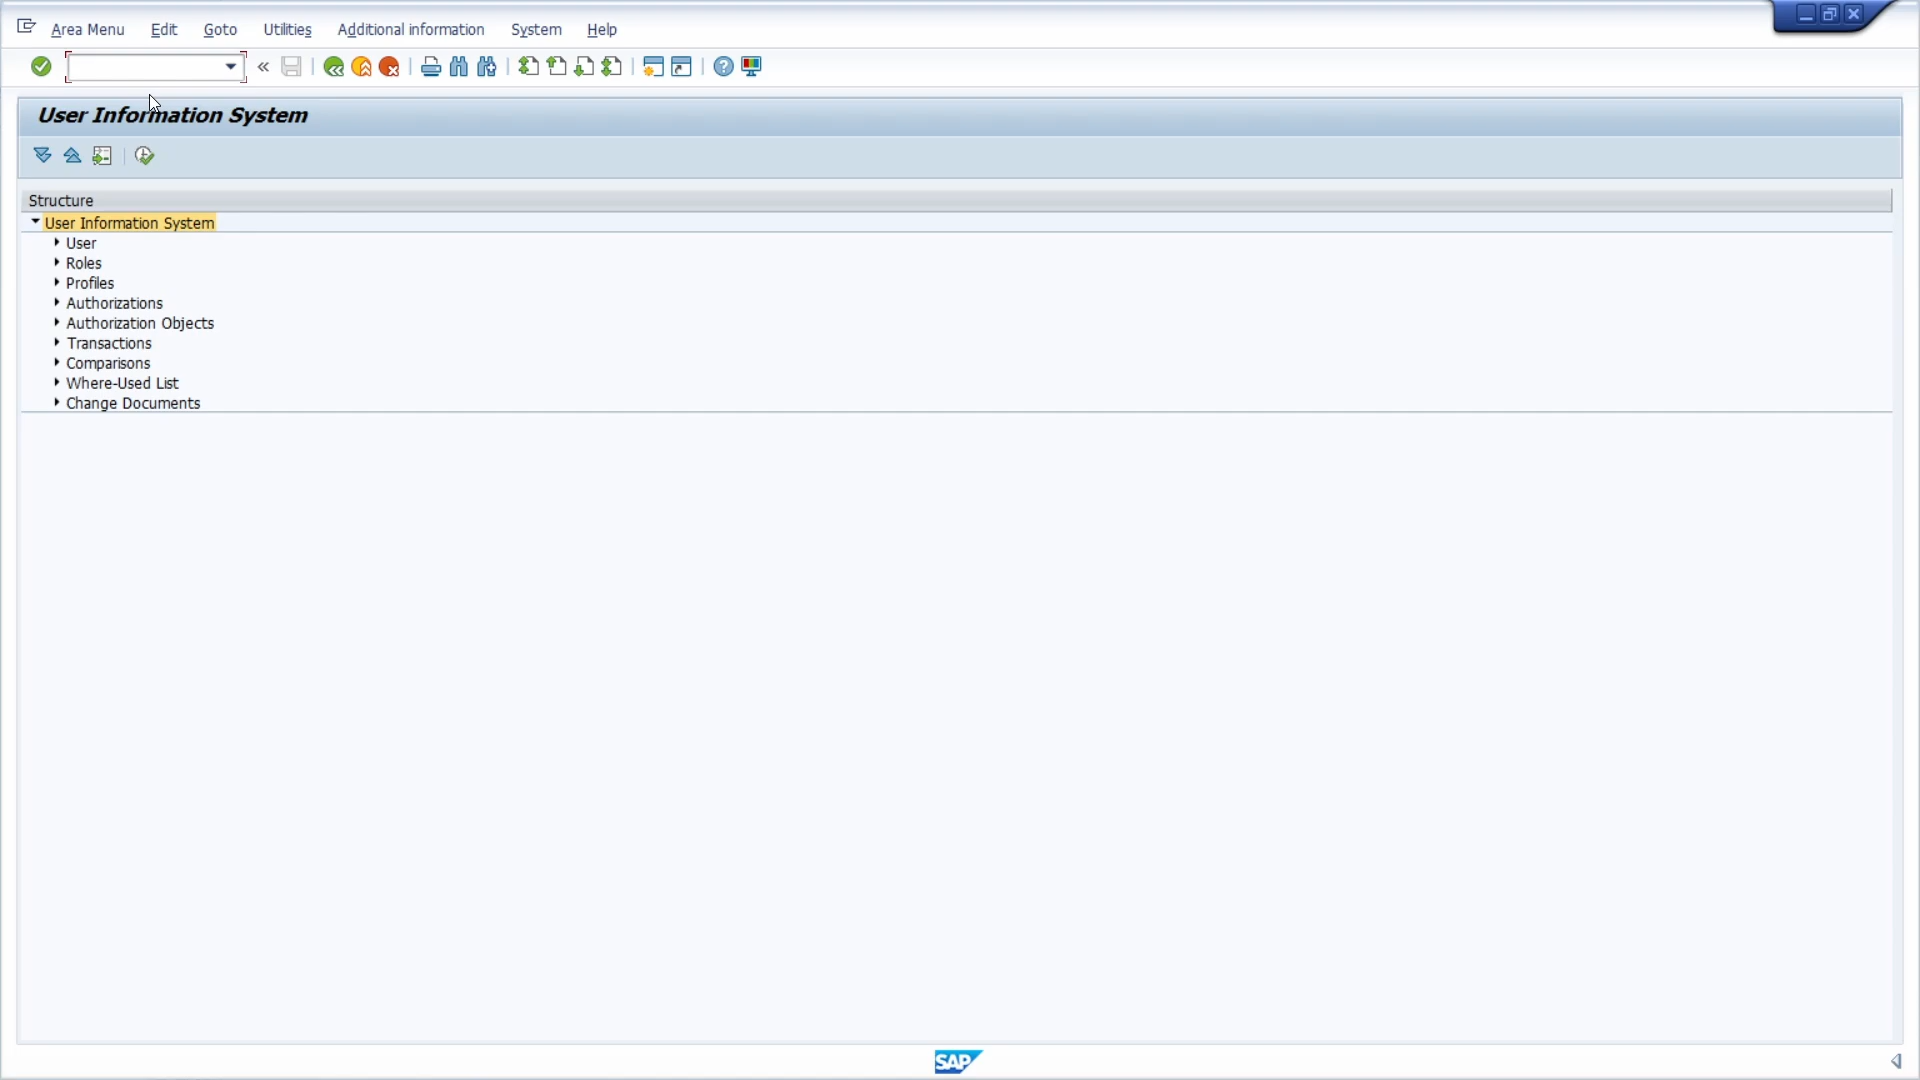 Area Menu Edit Goto Utilities Additional information System Help
User Information System
Structure
User Information System
User
Roles
Profiles
Authorizations
Authorization Objects
Transactions
Comparisons
Where-Used List
Change Documents
SAP